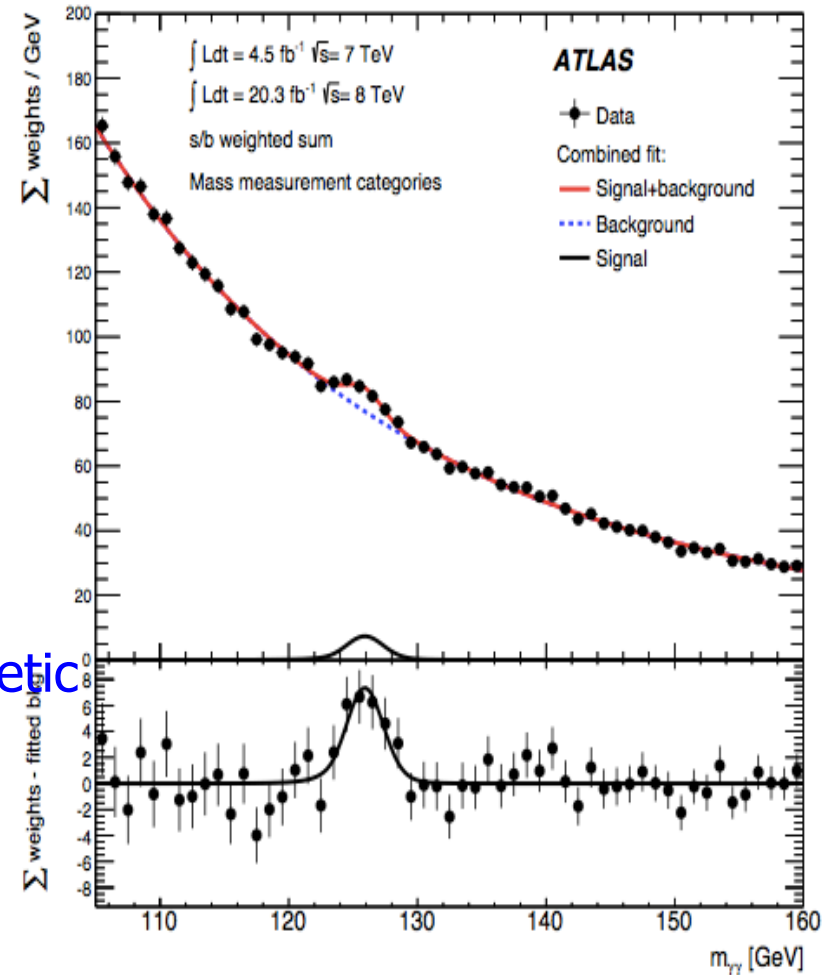 ∑ weights / GeV
200
180
160
140
120
100
80
60
40
20
0
∫ Ldt = 4.5 fb⁻¹ √s= 7 TeV
∫ Ldt = 20.3 fb⁻¹ √s= 8 TeV
s/b weighted sum
Mass measurement categories
ATLAS
Data
Combined fit:
Signal+background
Background
Signal
etic
∑ weights - fitted bkg
8
6
4
2
0
-2
-4
-6
-8
110 120 130 140 150 160
mγγ [GeV]